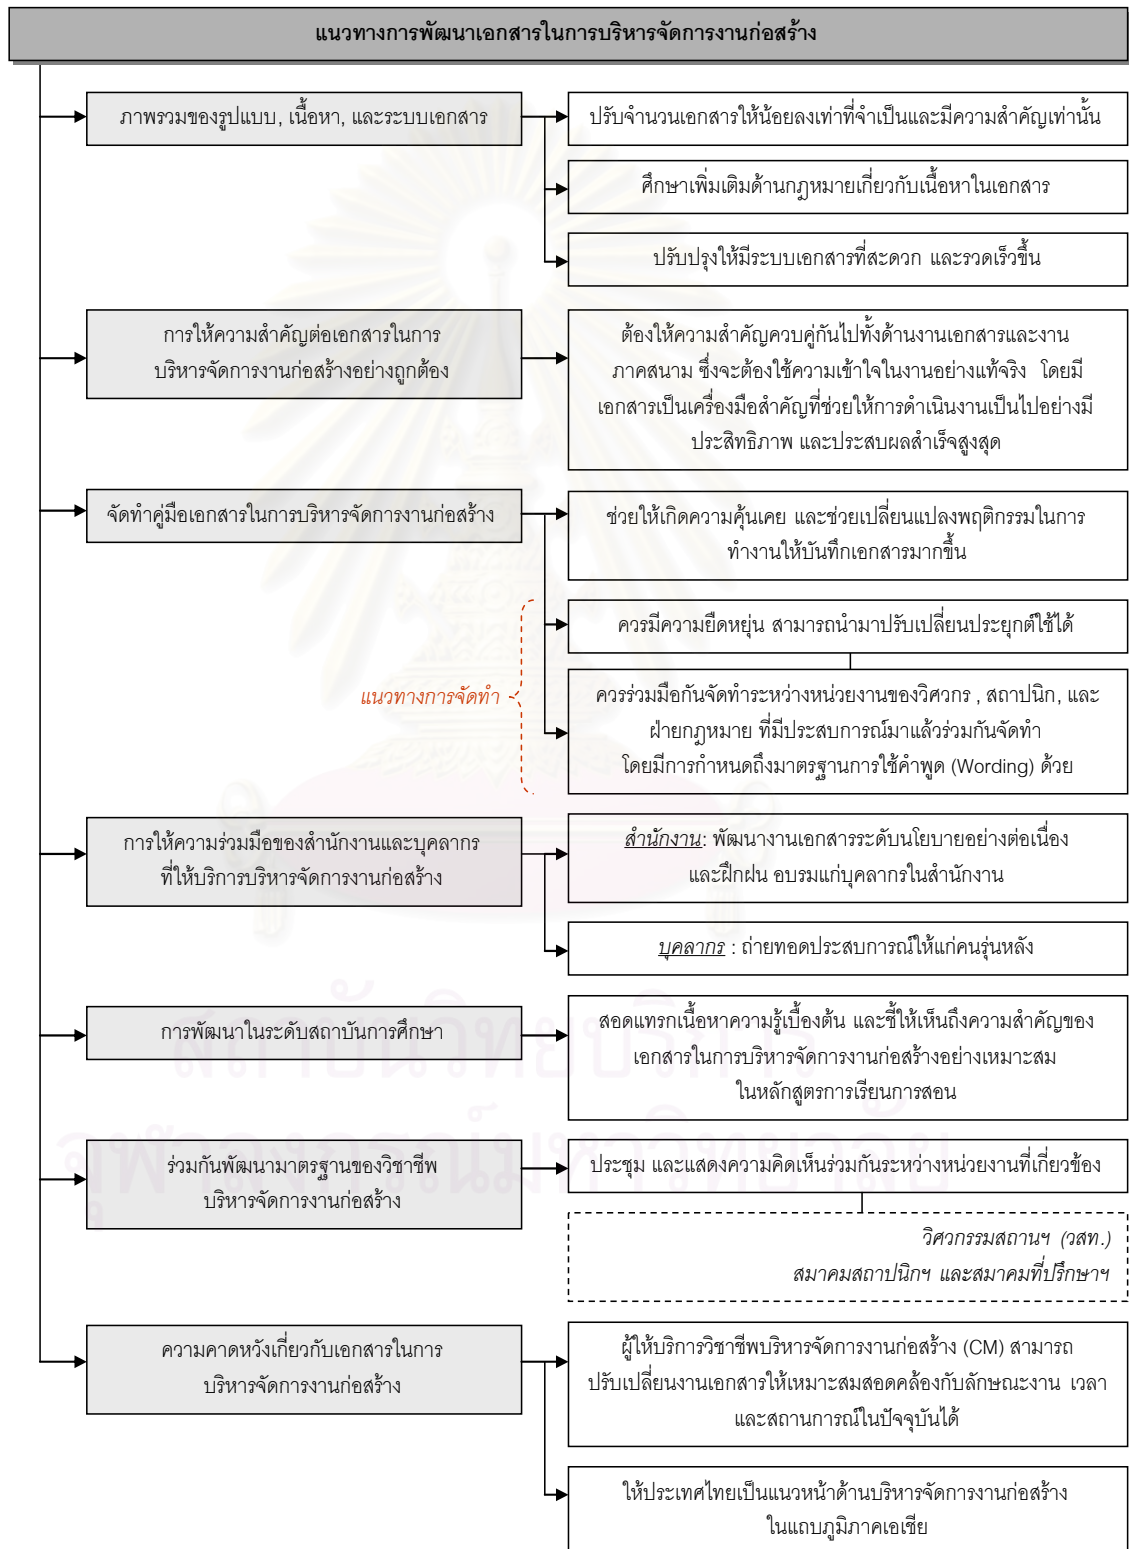 แนวทางการพัฒนาเอกสารในการบริหารจัดการงานก่อสร้าง
ภาพรวมของรูปแบบ, เนื้อหา, และระบบเอกสาร
ปรับจำนวนเอกสารให้น้อยลงเท่าที่จำเป็นและมีความสำคัญเท่านั้น
ศึกษาเพิ่มเติมด้านกฎหมายเกี่ยวกับเนื้อหาในเอกสาร
ปรับปรุงให้มีระบบเอกสารที่สะดวก และรวดเร็วขึ้น
การให้ความสำคัญต่อเอกสารในการ
บริหารจัดการงานก่อสร้างอย่างถูกต้อง
ต้องให้ความสำคัญควบคู่กันไปทั้งด้านงานเอกสารและงาน
ภาคสนาม ซึ่งจะต้องใช้ความเข้าใจในงานอย่างแท้จริง โดยมี
เอกสารเป็นเครื่องมือสำคัญที่ช่วยให้การดำเนินงานเป็นไปอย่างมี
ประสิทธิภาพ และประสบผลสำเร็จสูงสุด
จัดทำคู่มือเอกสารในการบริหารจัดการงานก่อสร้าง
ช่วยให้เกิดความคุ้นเคย และช่วยเปลี่ยนแปลงพฤติกรรมในการ
ทำงานให้บันทึกเอกสารมากขึ้น
ควรมีความยืดหยุ่น สามารถนำมาปรับเปลี่ยนประยุกต์ใช้ได้
แนวทางการจัดทำ
ควรร่วมมือกันจัดทำระหว่างหน่วยงานของวิศวกร , สถาปนิก, และ
ฝ่ายกฎหมาย ที่มีประสบการณ์มาแล้วร่วมกันจัดทำ
โดยมีการกำหนดถึงมาตรฐานการใช้คำพูด (Wording) ด้วย
การให้ความร่วมมือของสำนักงานและบุคลากร
ที่ให้บริการบริหารจัดการงานก่อสร้าง
สำนักงาน: พัฒนางานเอกสารระดับนโยบายอย่างต่อเนื่อง
และฝึกฝน อบรมแก่บุคลากรในสำนักงาน
บุคลากร : ถ่ายทอดประสบการณ์ให้แก่คนรุ่นหลัง
การพัฒนาในระดับสถาบันการศึกษา
สอดแทรกเนื้อหาความรู้เบื้องต้น และชี้ให้เห็นถึงความสำคัญของ
เอกสารในการบริหารจัดการงานก่อสร้างอย่างเหมาะสม
ในหลักสูตรการเรียนการสอน
สถาบันวิทยบริการ
จุฬาลงกรณ์มหาวิทยาลัย
ร่วมกันพัฒนามาตรฐานของวิชาชีพ
บริหารจัดการงานก่อสร้าง
ประชุม และแสดงความคิดเห็นร่วมกันระหว่างหน่วยงานที่เกี่ยวข้อง
วิศวกรรมสถานฯ (วสท.)
สมาคมสถาปนิกฯ และสมาคมที่ปรึกษาฯ
ความคาดหวังเกี่ยวกับเอกสารในการ
บริหารจัดการงานก่อสร้าง
ผู้ให้บริการวิชาชีพบริหารจัดการงานก่อสร้าง (CM) สามารถ
ปรับเปลี่ยนงานเอกสารให้เหมาะสมสอดคล้องกับลักษณะงาน เวลา
และสถานการณ์ในปัจจุบันได้
ให้ประเทศไทยเป็นแนวหน้าด้านบริหารจัดการงานก่อสร้าง
ในแถบภูมิภาคเอเชีย